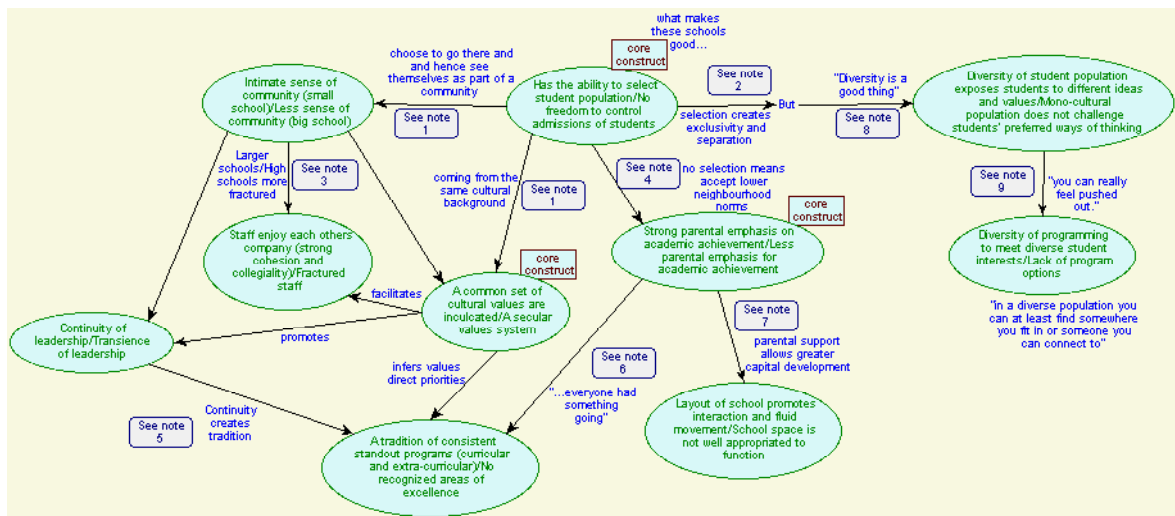 what makes
these schools
good...
core
construct
choose to go there and
and hence see
themselves as part of a
community
Intimate sense of
community (small
school)/Less sense of
community (big school)
See note
1
Has the ability to select
student population/No
freedom to control
admissions of students
See note
2
But
selection creates
exclusivity and
separation
"Diversity is a
good thing"
See note
8
Diversity of student population
exposes students to different ideas
and values/Mono-cultural
population does not challenge
students' preferred ways of thinking
Larger
schools/High
schools more
fractured
See note
3
coming from the
same cultural
background
See note
1
See note
4
no selection means
accept lower
neighbourhood
norms
core
construct
See note
9
"you can really
feel pushed
out."
Staff enjoy each others
company (strong
cohesion and
collegiality)/Fractured
staff
core
construct
Strong parental emphasis on
academic achievement/Less
parental emphasis for
academic achievement
Diversity of programming
to meet diverse student
interests/Lack of program
options
facilitates
A common set of
cultural values are
inculcated/A secular
values system
"in a diverse population you
can at least find somewhere
you fit in or someone you
can connect to"
Continuity of
leadership/Transience
of leadership
promotes
See note
7
parental support
allows greater
capital development
infers values
direct priorities
See note
6
"...everyone had
something
going"
See note
5
Continuity
creates
tradition
Layout of school promotes
interaction and fluid
movement/School space is
not well appropriated to
function
A tradition of consistent
standout programs (curricular
and extra-curricular)/No
recognized areas of
excellence